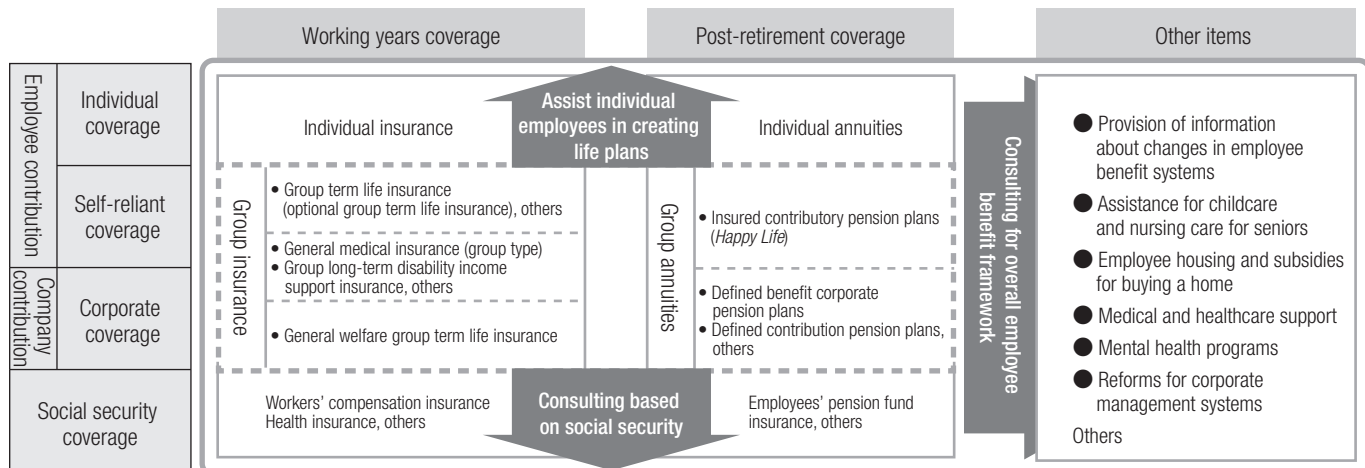 Working years coverage
Post-retirement coverage
Other items
Employee contribution
Individual
coverage
Self-reliant
coverage
Company
contribution
Corporate
coverage
Social security
coverage
Individual insurance
Assist individual
employees in creating
life plans
Individual annuities
Group insurance
• Group term life insurance
(optional group term life insurance), others
• General medical insurance (group type)
• Group long-term disability income
support insurance, others
• General welfare group term life insurance
Group annuities
• Insured contributory pension plans
(Happy Life)
• Defined benefit corporate
pension plans
• Defined contribution pension plans,
others
Workers' compensation insurance
Health insurance, others
Consulting based
on social security
Employees' pension fund
insurance, others
Consulting for overall employee
benefit framework
● Provision of information
about changes in employee
benefit systems
● Assistance for childcare
and nursing care for seniors
● Employee housing and subsidies
for buying a home
● Medical and healthcare support
● Mental health programs
● Reforms for corporate
management systems
Others